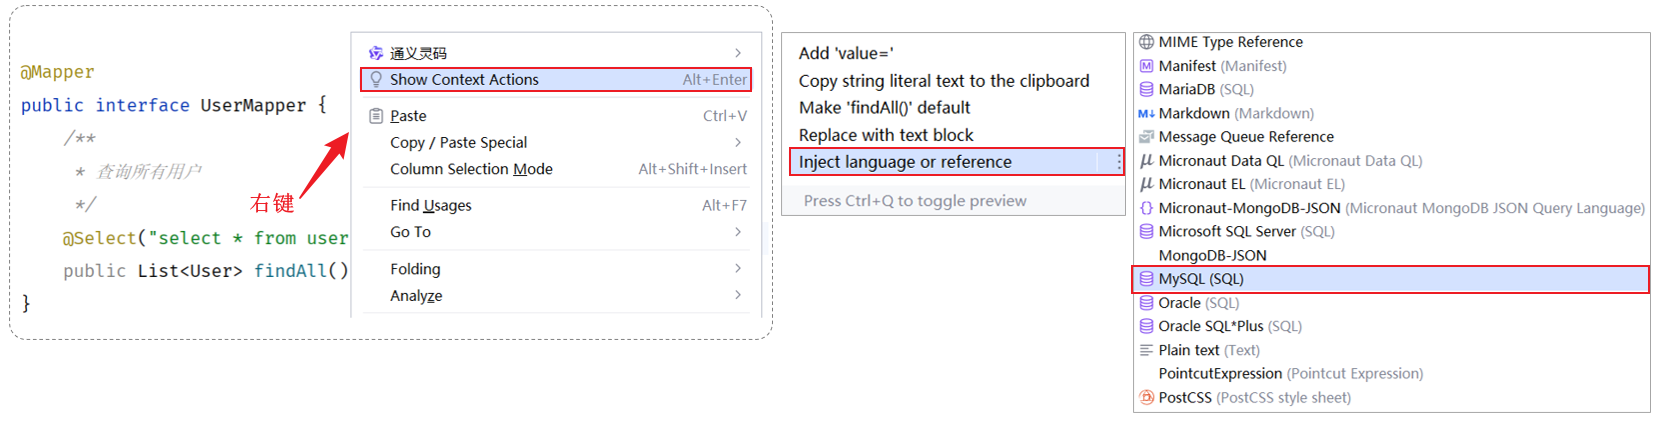 @Mapper
public interface UserMapper {
/**
* 查询所有用户
*/
@Select("select * from user
public List<User> findAll()
}
右键
通义灵码
Show Context Actions Alt+Enter
Paste Ctrl+V
Copy / Paste Special
Column Selection Mode Alt+Shift+Insert
Find Usages Alt+F7
Go To
Folding
Analyze
Add 'value='
Copy string literal text to the clipboard
Make 'findAll()' default
Replace with text block
Inject language or reference
Press Ctrl+Q to toggle preview
MIME Type Reference
Manifest (Manifest)
MariaDB (SQL)
Markdown (Markdown)
Message Queue Reference
Micronaut Data QL (Micronaut Data QL)
Micronaut EL (Micronaut EL)
Micronaut-MongoDB-JSON (Micronaut MongoDB JSON Query Language)
Microsoft SQL Server (SQL)
MongoDB-JSON
MySQL (SQL)
Oracle (SQL)
Oracle SQL*Plus (SQL)
Plain text (Text)
PointcutExpression (Pointcut Expression)
PostCSS (PostCSS style sheet)